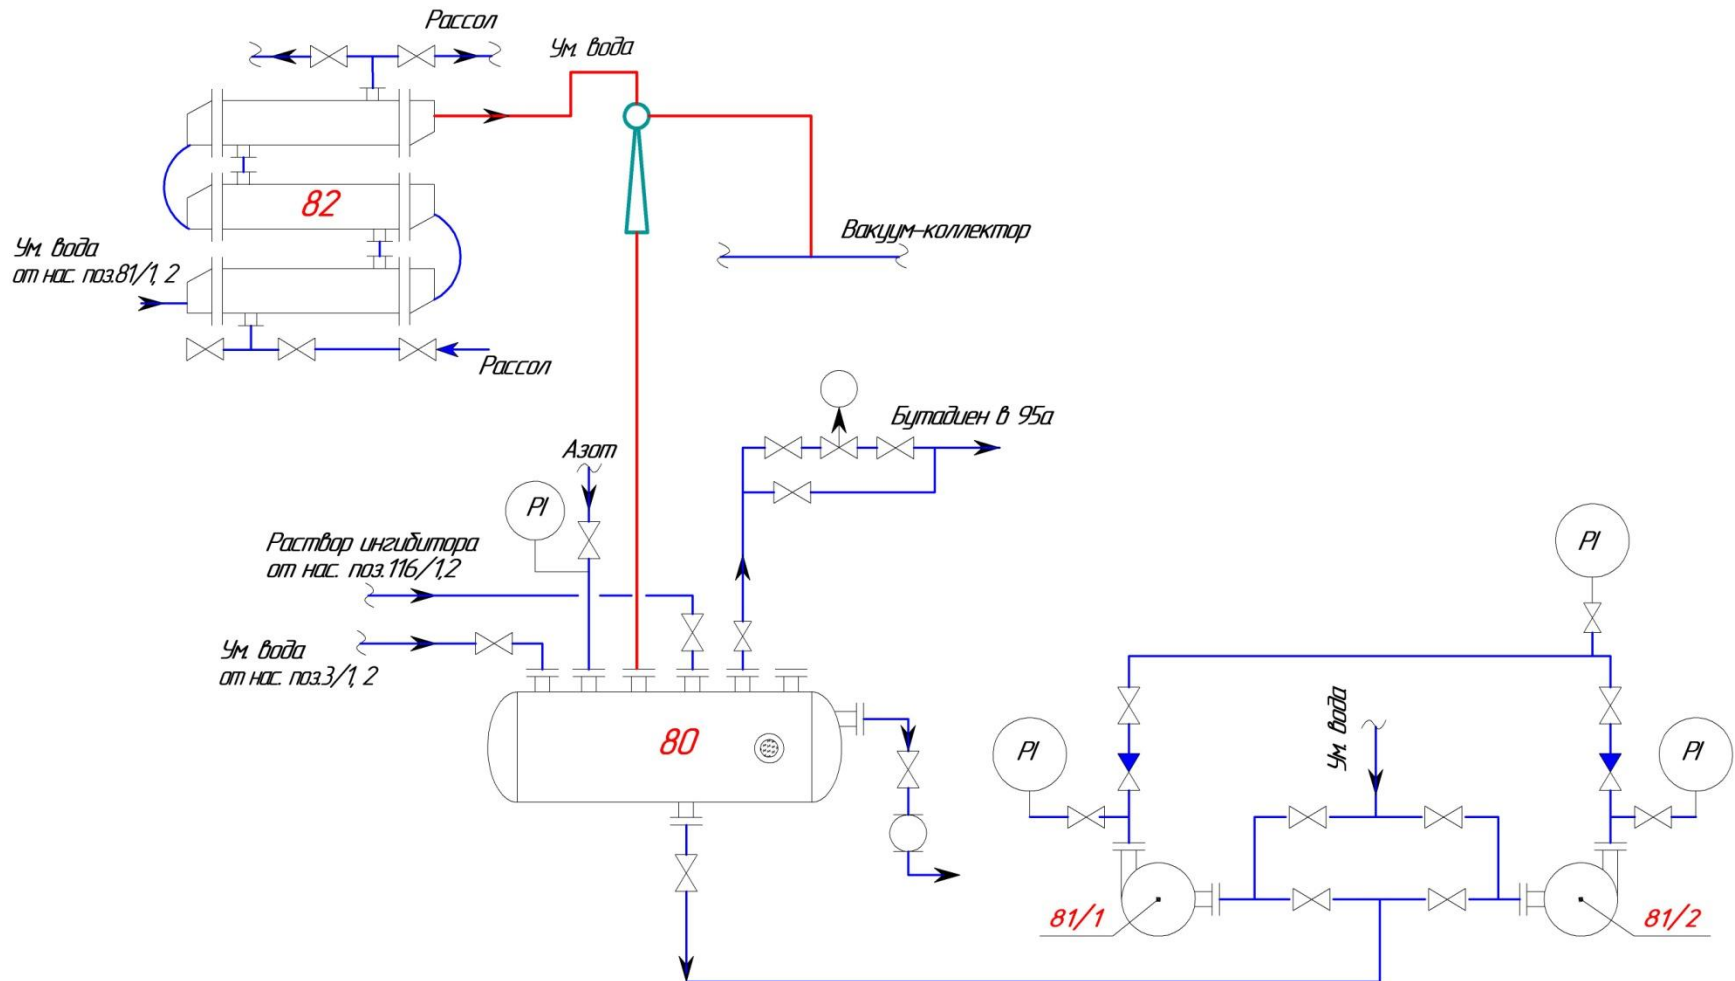 Рассол
Ум. вода
82
Ум. вода
от нас. поз.81/1, 2
Вакуум-коллектор
Рассол
Бутадиен в 95а
Азот
PI
Раствор ингибитора
от нас. поз.116/1,2
PI
Ум. вода
от нас. поз.3/1, 2
80
Ум. вода
PI
PI
81/1
81/2